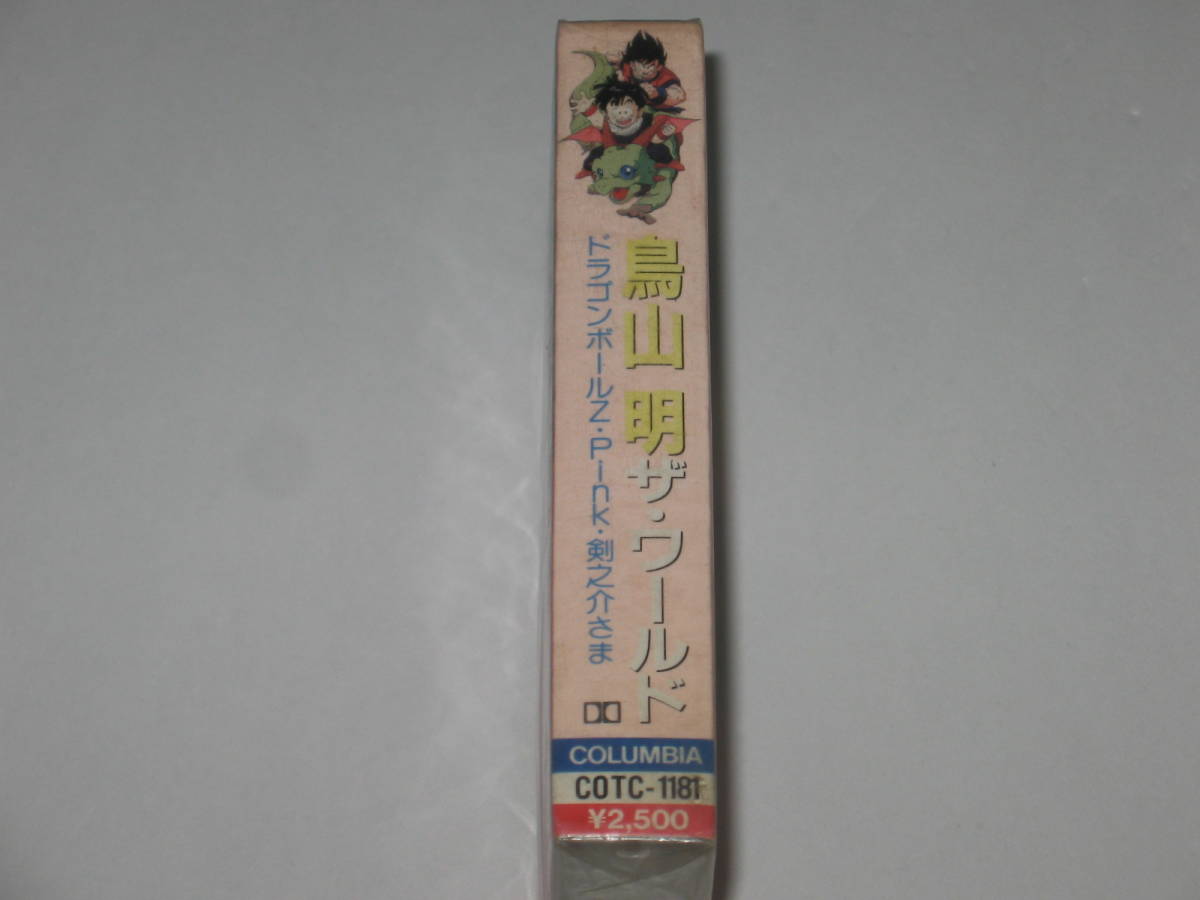 鳥山 明ザ・ワールド
ドラゴンボールZ・Pink・剣之介さま
COLUMBIA
COTC-1181
¥2,500